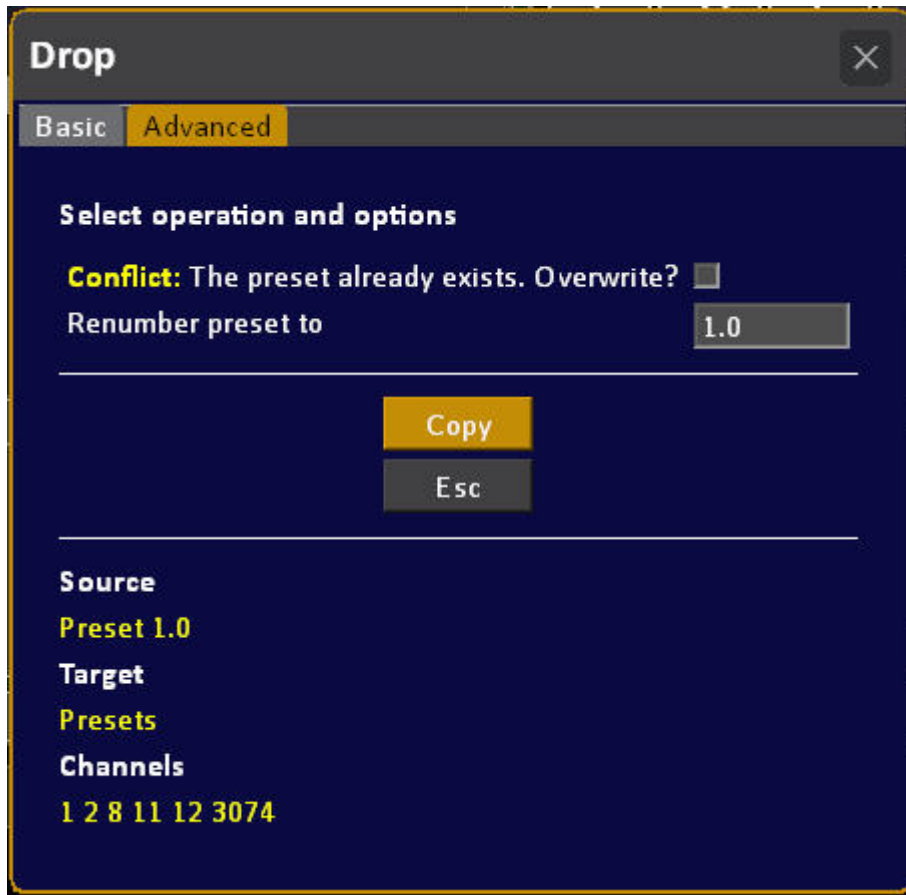 Drop
Basic Advanced
Select operation and options
Conflict: The preset already exists. Overwrite?
Renumber preset to 1.0
Copy
Esc
Source
Preset 1.0
Target
Presets
Channels
1 2 8 11 12 3074